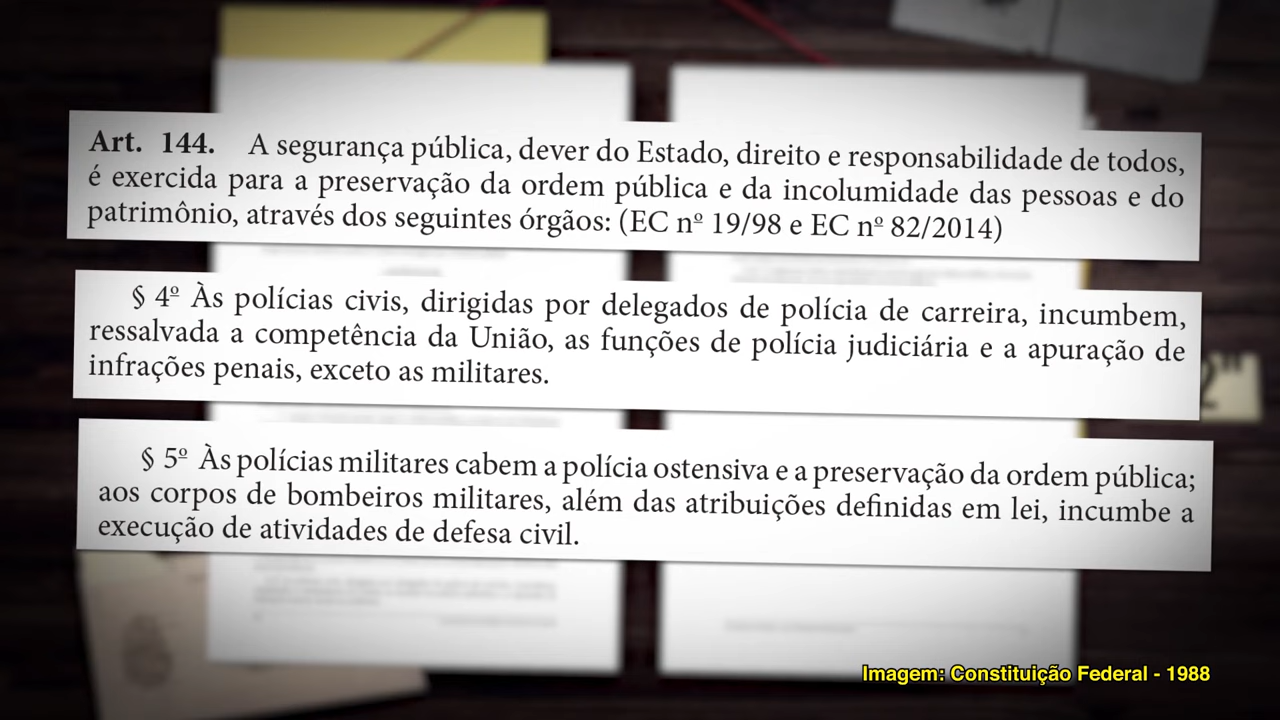 Art. 144. A segurança pública, dever do Estado, direito e responsabilidade de todos,
é exercida para a preservação da ordem pública e da incolumidade das pessoas e do
patrimônio, através dos seguintes órgãos: (EC nº 19/98 e EC nº 82/2014)
§ 4º Às polícias civis, dirigidas por delegados de polícia de carreira, incumbem,
ressalvada a competência da União, as funções de polícia judiciária e a apuração de
infrações penais, exceto as militares.
§ 5º Às polícias militares cabem a polícia ostensiva e a preservação da ordem pública;
aos corpos de bombeiros militares, além das atribuições definidas em lei, incumbe a
execução de atividades de defesa civil.
Imagem: Constituição Federal - 1988